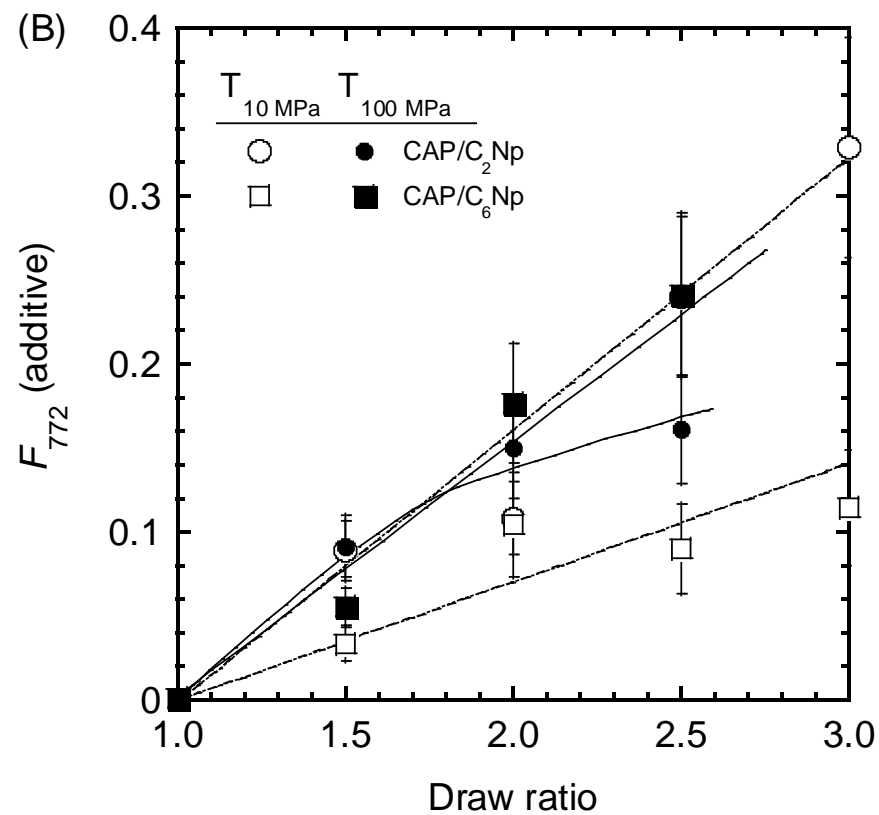 (B)
T10 MPa T100 MPa
CAP/C2Np
CAP/C6Np
0.4
0.3
0.2
0.1
0
F772 (additive)
1.0 1.5 2.0 2.5 3.0
Draw ratio